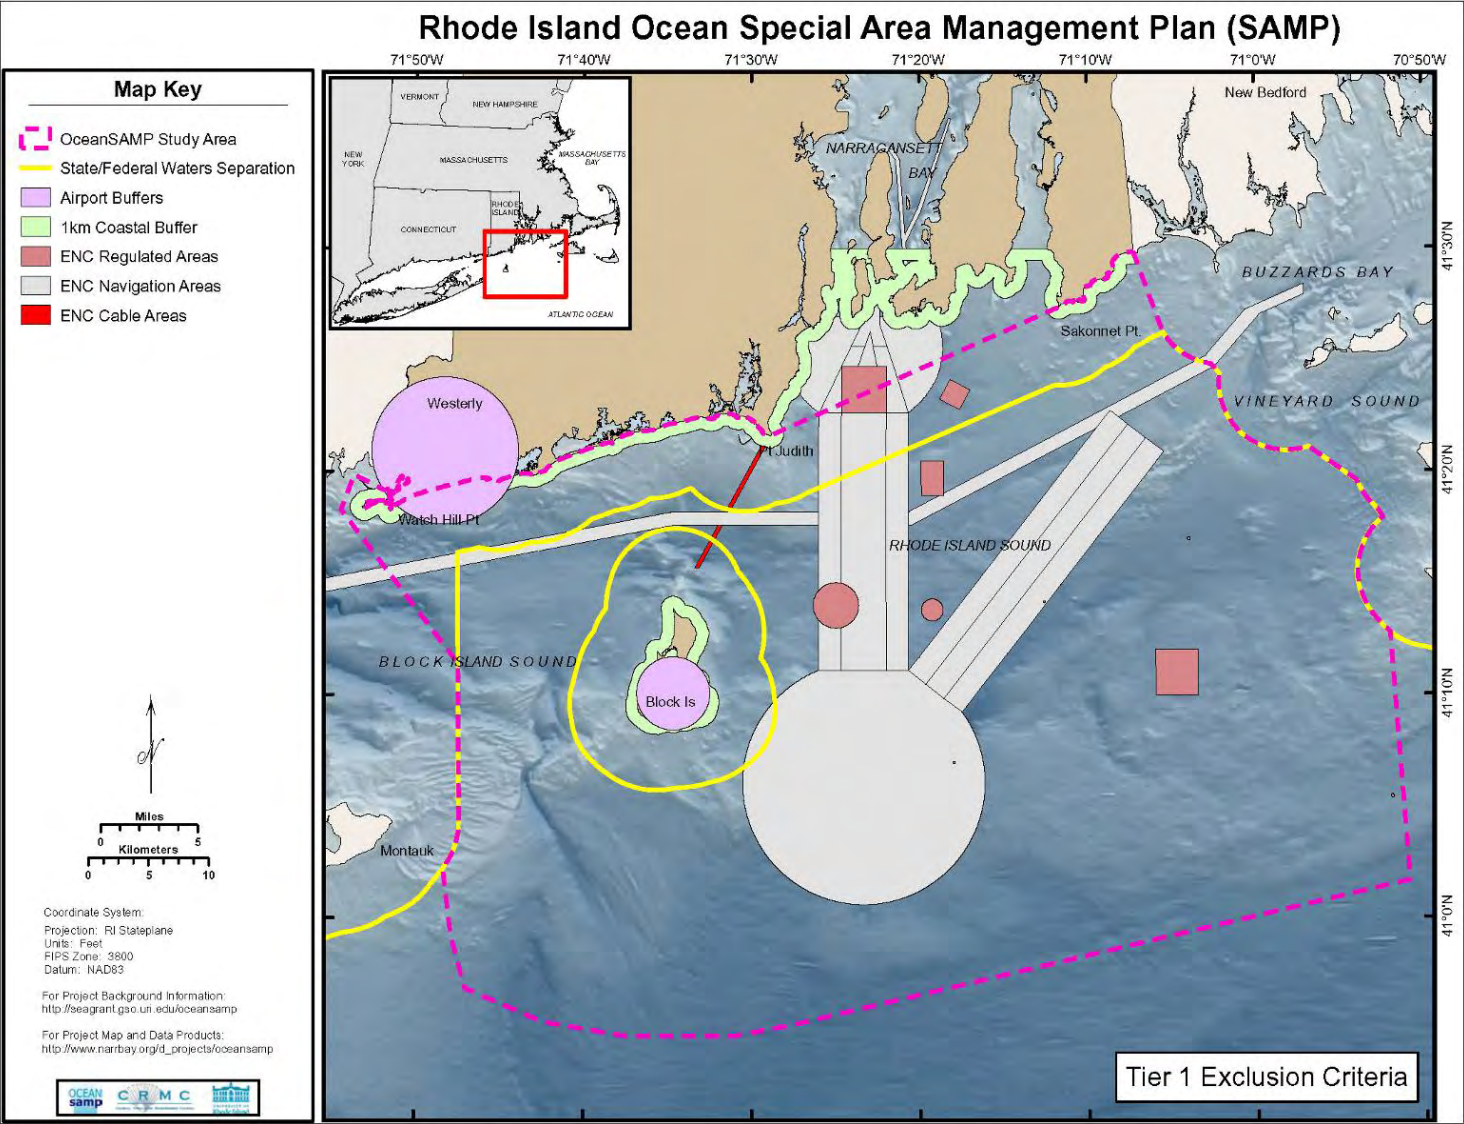 Rhode Island Ocean Special Area Management Plan (SAMP)
71°50'W 71°40'W 71°30'W 71°20'W 71°10'W 71°0'W 70°50'W
Map Key
OceanSAMP Study Area
State/Federal Waters Separation
Airport Buffers
1km Coastal Buffer
ENC Regulated Areas
ENC Navigation Areas
ENC Cable Areas
VERMONT
NEW HAMPSHIRE
NEW
YORK
MASSACHUSETTS
MASSACHUSETTS
BAY
RHODE
ISLAND
CONNECTICUT
ATLANTIC OCEAN
New Bedford
NARRAGANSETT
BAY
41°30'N
BUZZARDS BAY
Sakonnet Pt.
Westerly
VINEYARD SOUND
Pt Judith
41°20'N
Watch Hill Pt
RHODE ISLAND SOUND
BLOCK ISLAND SOUND
Block Is
41°10'N
Montauk
41°0'N
N
Miles
0 5
Kilometers
0 5 10
Coordinate System:
Projection: RI Stateplane
Units: Feet
FIPS Zone: 3800
Datum: NAD83
For Project Background Information:
http://seagrant.gso.uri.edu/oceansamp
For Project Map and Data Products:
http://www.narrbay.org/d_projects/oceansamp
OCEAN
samp
CRMC
Tier 1 Exclusion Criteria